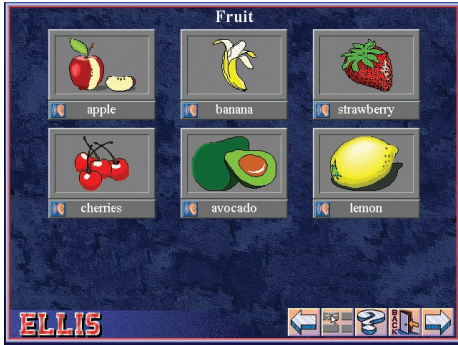 Fruit
apple
banana
strawberry
cherries
avocado
lemon
ELLIS
BACK